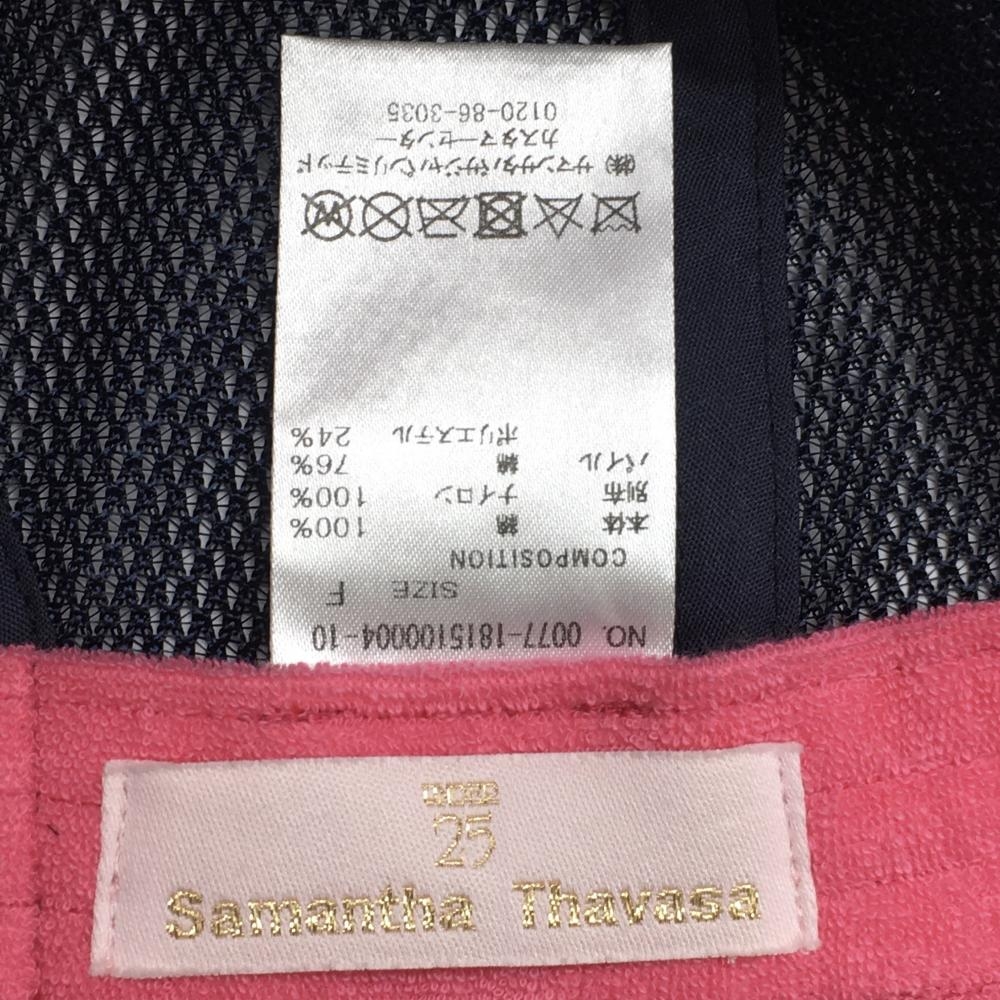 NO. 0077-1815100004-10
SIZE F
COMPOSITION
本体 綿 100%
別布 ナイロン 100%
パイル 綿 76%
ポリエステル 24%
W
㈱サマンサタバサジャパンリミテッド
カスタマーセンター
0120-86-3035
UNDER
25
Samantha Thavasa